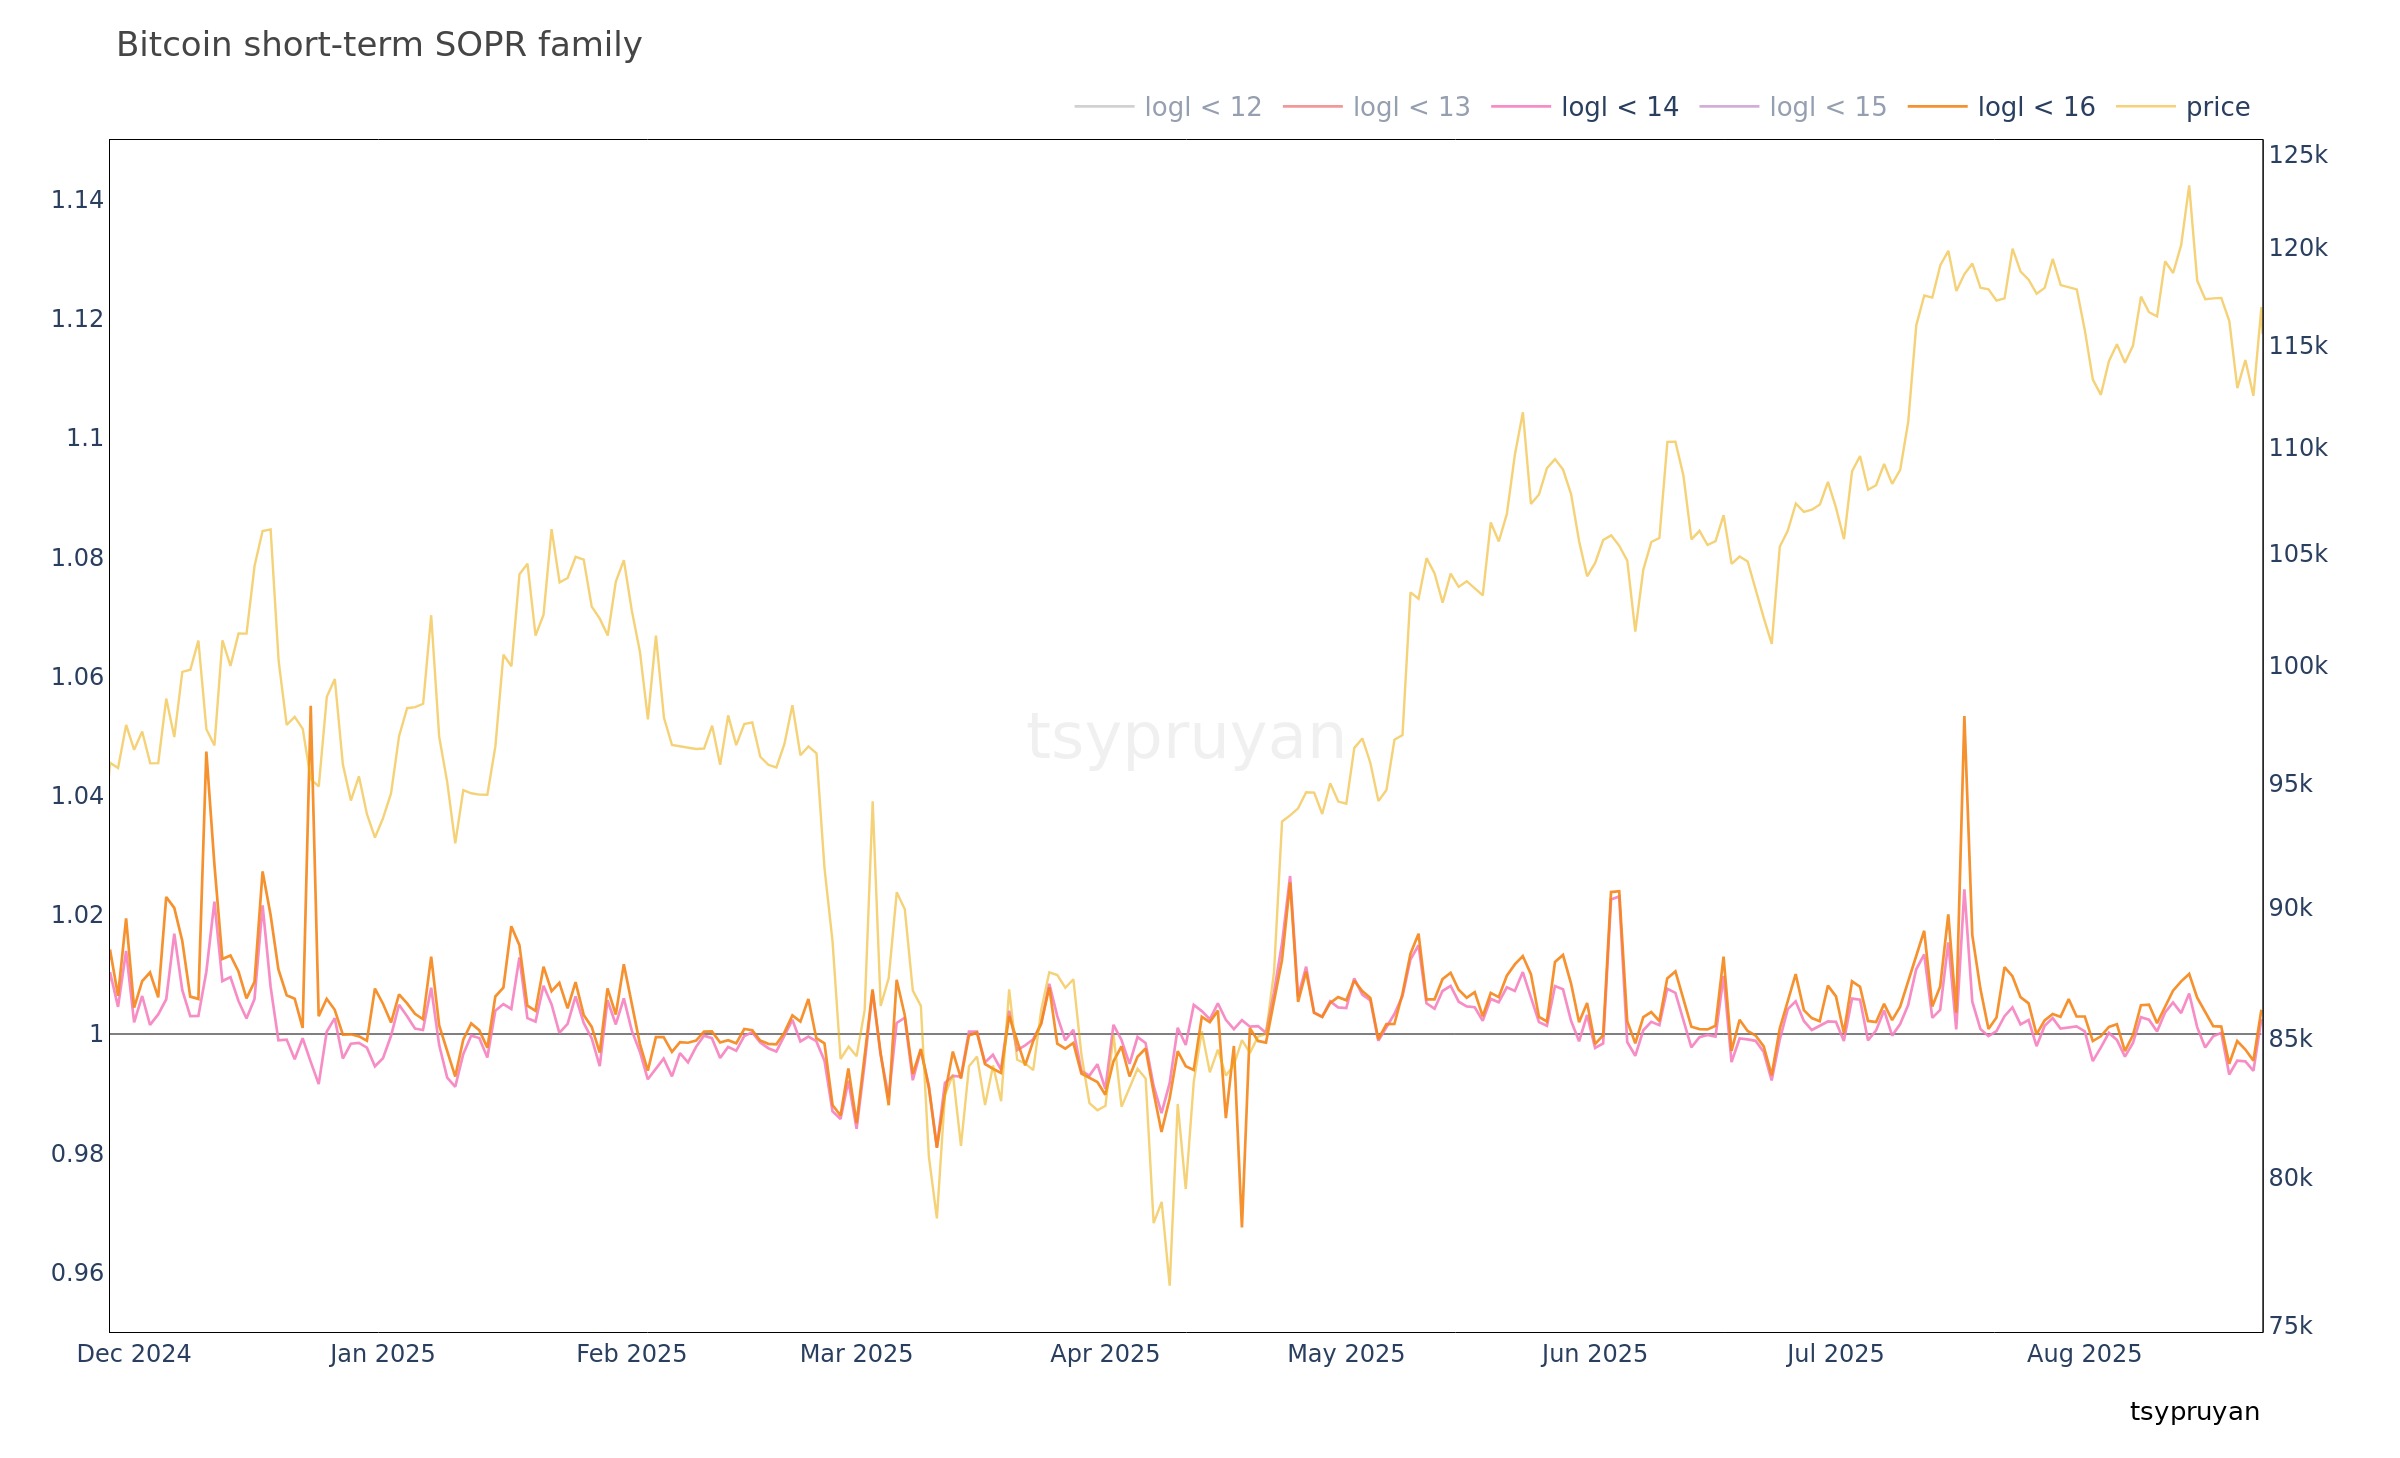 Bitcoin short-term SOPR family
logl < 12 logl < 13 logl < 14 logl < 15 logl < 16 price
1.14
1.12
1.1
1.08
1.06
1.04
1.02
1
0.98
0.96
125k
120k
115k
110k
105k
100k
95k
90k
85k
80k
75k
tsypruyan
Dec 2024 Jan 2025 Feb 2025 Mar 2025 Apr 2025 May 2025 Jun 2025 Jul 2025 Aug 2025
tsypruyan